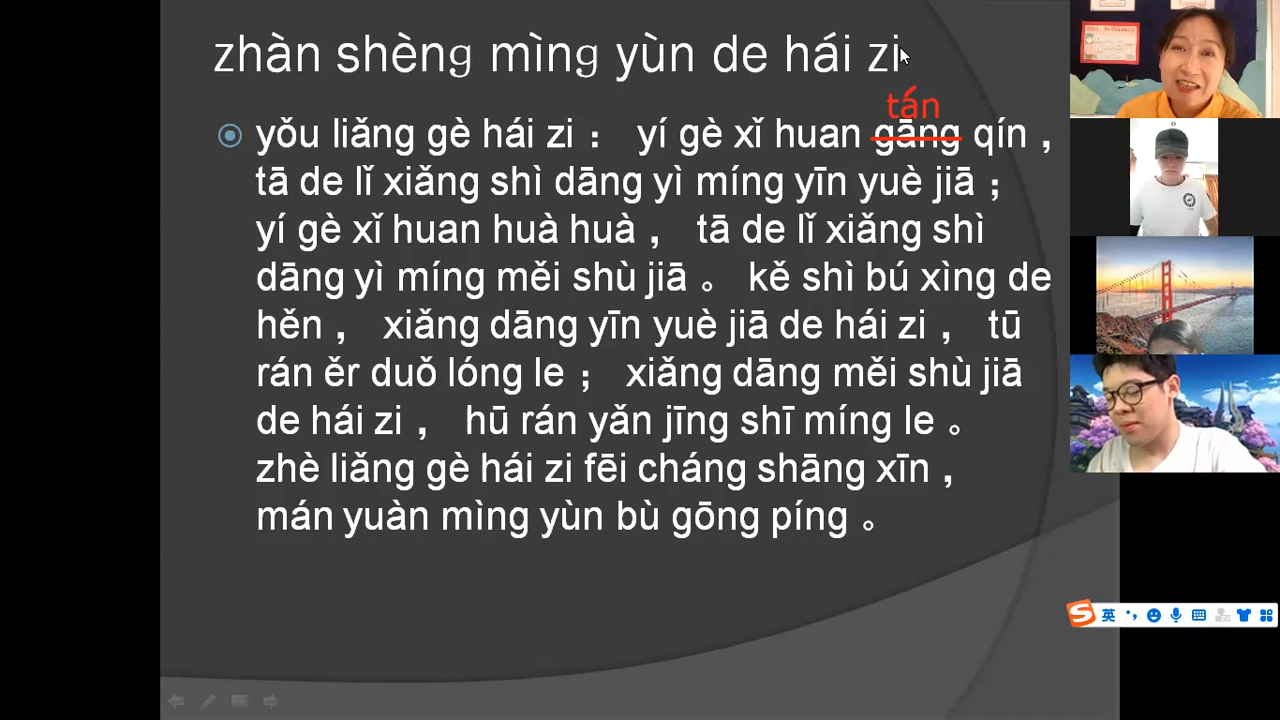 zhàn shèng mìng yùn de hái zi
tán
yǒu liǎng gè hái zi： yí gè xǐ huan gāng qín，
tā de lǐ xiǎng shì dāng yì míng yīn yuè jiā；
yí gè xǐ huan huà huà， tā de lǐ xiǎng shì
dāng yì míng měi shù jiā。 kě shì bú xìng de
hěn， xiǎng dāng yīn yuè jiā de hái zi， tū
rán ěr duǒ lóng le； xiǎng dāng měi shù jiā
de hái zi， hū rán yǎn jīng shī míng le。
zhè liǎng gè hái zi fēi cháng shāng xīn，
mán yuàn mìng yùn bù gōng píng。
S 英